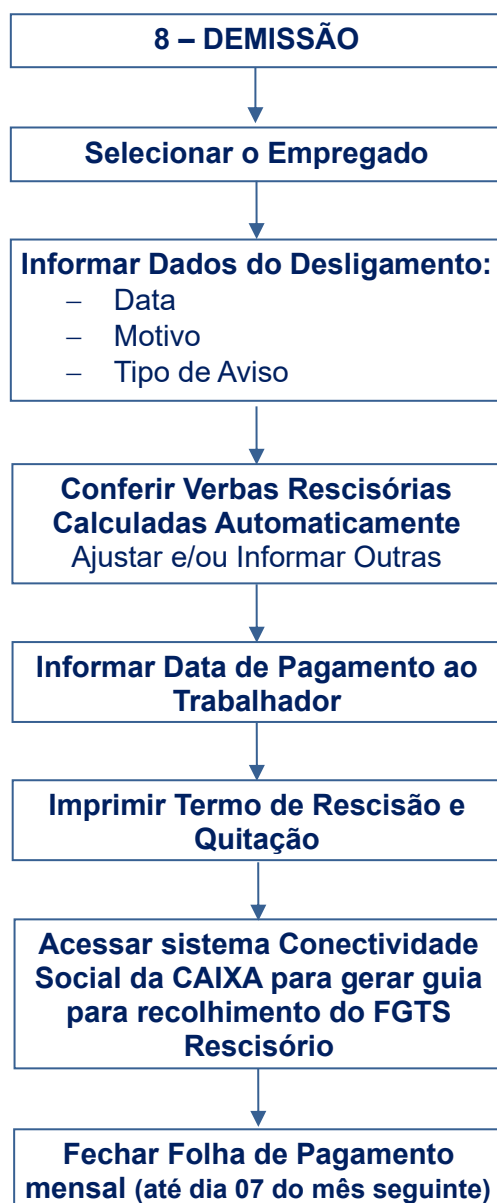 8 – DEMISSÃO
Selecionar o Empregado
Informar Dados do Desligamento:
– Data
– Motivo
– Tipo de Aviso
Conferir Verbas Rescisórias
Calculadas Automaticamente
Ajustar e/ou Informar Outras
Informar Data de Pagamento ao
Trabalhador
Imprimir Termo de Rescisão e
Quitação
Acessar sistema Conectividade
Social da CAIXA para gerar guia
para recolhimento do FGTS
Rescisório
Fechar Folha de Pagamento
mensal (até dia 07 do mês seguinte)